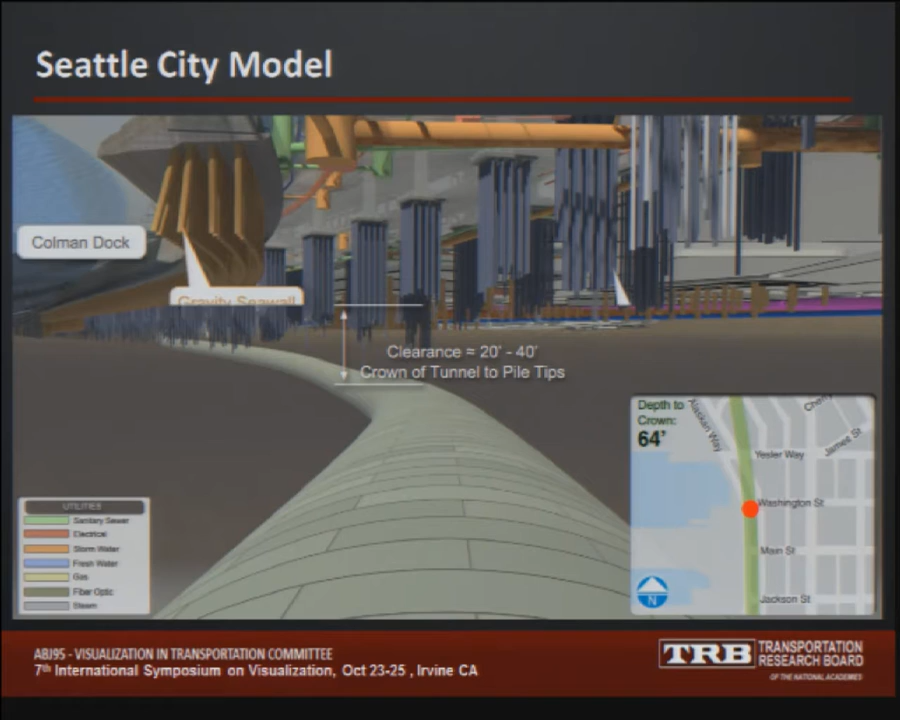 Seattle City Model
Colman Dock
Gravity Seawall
Clearance = 20' - 40'
Crown of Tunnel to Pile Tips
Depth to
Crown:
64'
Alaskan Way
Cherry
James St
Yesler Way
Washington St
Main St
Jackson St
N
UTILITIES
Sanitary Sewer
Electrical
Storm Water
Fresh Water
Gas
Fiber Optic
Steam
ABJ95 - VISUALIZATION IN TRANSPORTATION COMMITTEE
7th International Symposium on Visualization, Oct 23-25 , Irvine CA
TRB
TRANSPORTATION
RESEARCH BOARD
OF THE NATIONAL ACADEMIES